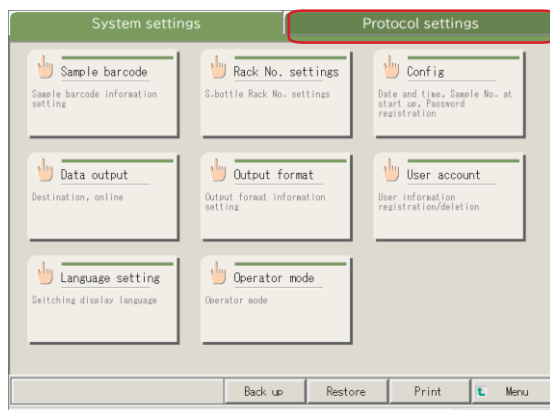 System settings
Protocol settings
Sample barcode
Sample barcode information
setting
Rack No. settings
S.bottle Rack No. settings
Config
Date and time, Sample No. at
start up, Password
registration
Data output
Destination, online
Output format
Output format information
setting
User account
User information
registration/deletion
Language setting
Switching display language
Operator mode
Operator mode
Back up
Restore
Print
Menu